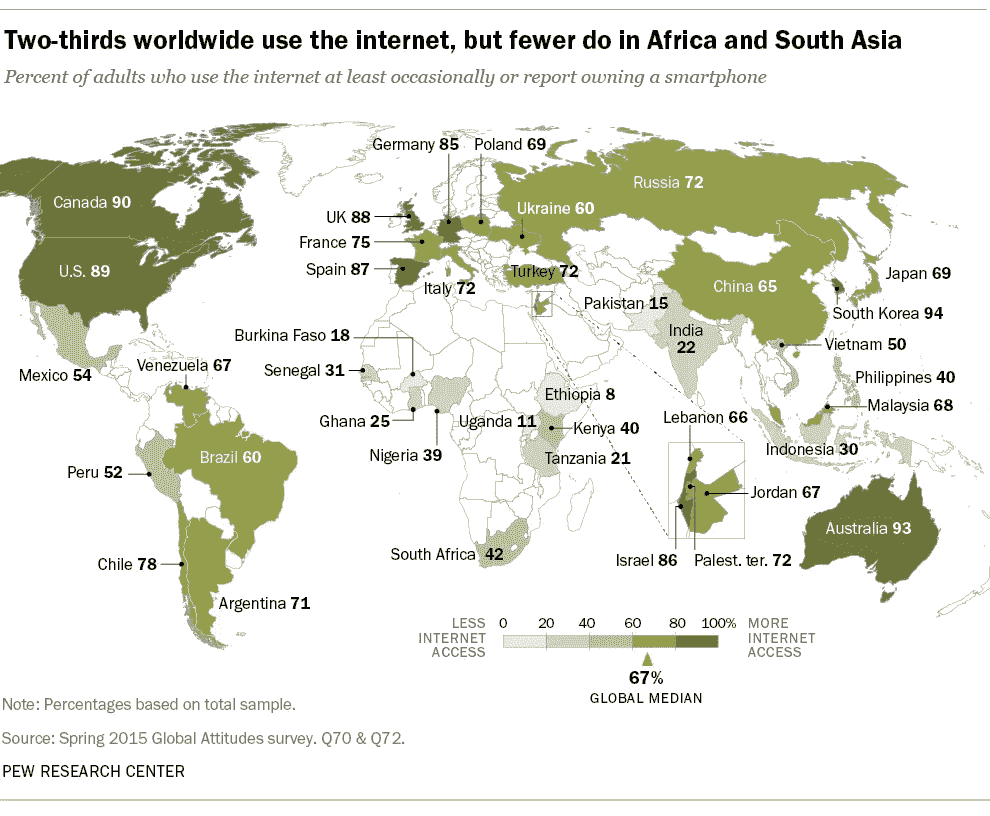 Two-thirds worldwide use the internet, but fewer do in Africa and South Asia
Percent of adults who use the internet at least occasionally or report owning a smartphone
Germany 85
Poland 69
Russia 72
Canada 90
UK 88
Ukraine 60
France 75
U.S. 89
Spain 87
Turkey 72
Japan 69
Italy 72
China 65
Pakistan 15
South Korea 94
India
22
Burkina Faso 18
Vietnam 50
Venezuela 67
Senegal 31
Mexico 54
Philippines 40
Ethiopia 8
Malaysia 68
Lebanon 66
Ghana 25
Uganda 11
Kenya 40
Nigeria 39
Tanzania 21
Indonesia 30
Brazil 60
Peru 52
Jordan 67
Australia 93
South Africa 42
Israel 86
Palest. ter. 72
Chile 78
Argentina 71
LESS
INTERNET
ACCESS
0 20 40 60 80 100%
MORE
INTERNET
ACCESS
67%
GLOBAL MEDIAN
Note: Percentages based on total sample.
Source: Spring 2015 Global Attitudes survey. Q70 & Q72.
PEW RESEARCH CENTER